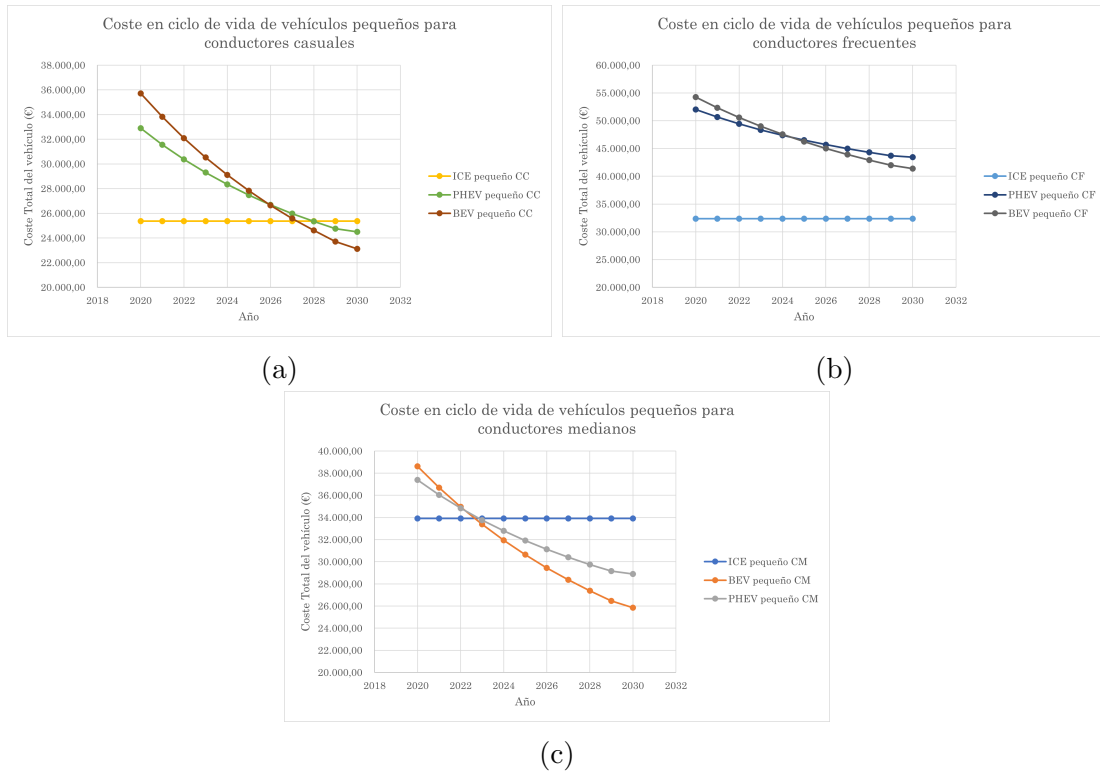 Coste en ciclo de vida de vehículos pequeños para
conductores casuales
38.000,00
36.000,00
34.000,00
32.000,00
30.000,00
28.000,00
26.000,00
24.000,00
22.000,00
20.000,00
Coste Total del vehículo (€)
2018 2020 2022 2024 2026 2028 2030 2032
Año
ICE pequeño CC
PHEV pequeño CC
BEV pequeño CC
(a)
Coste en ciclo de vida de vehículos pequeños para
conductores frecuentes
60.000,00
55.000,00
50.000,00
45.000,00
40.000,00
35.000,00
30.000,00
25.000,00
20.000,00
Coste Total del vehículo (€)
2018 2020 2022 2024 2026 2028 2030 2032
Año
ICE pequeño CF
PHEV pequeño CF
BEV pequeño CF
(b)
Coste en ciclo de vida de vehículos pequeños para
conductores medianos
40.000,00
38.000,00
36.000,00
34.000,00
32.000,00
30.000,00
28.000,00
26.000,00
24.000,00
22.000,00
20.000,00
Coste Total del vehículo (€)
2018 2020 2022 2024 2026 2028 2030 2032
Año
ICE pequeño CM
BEV pequeño CM
PHEV pequeño CM
(c)